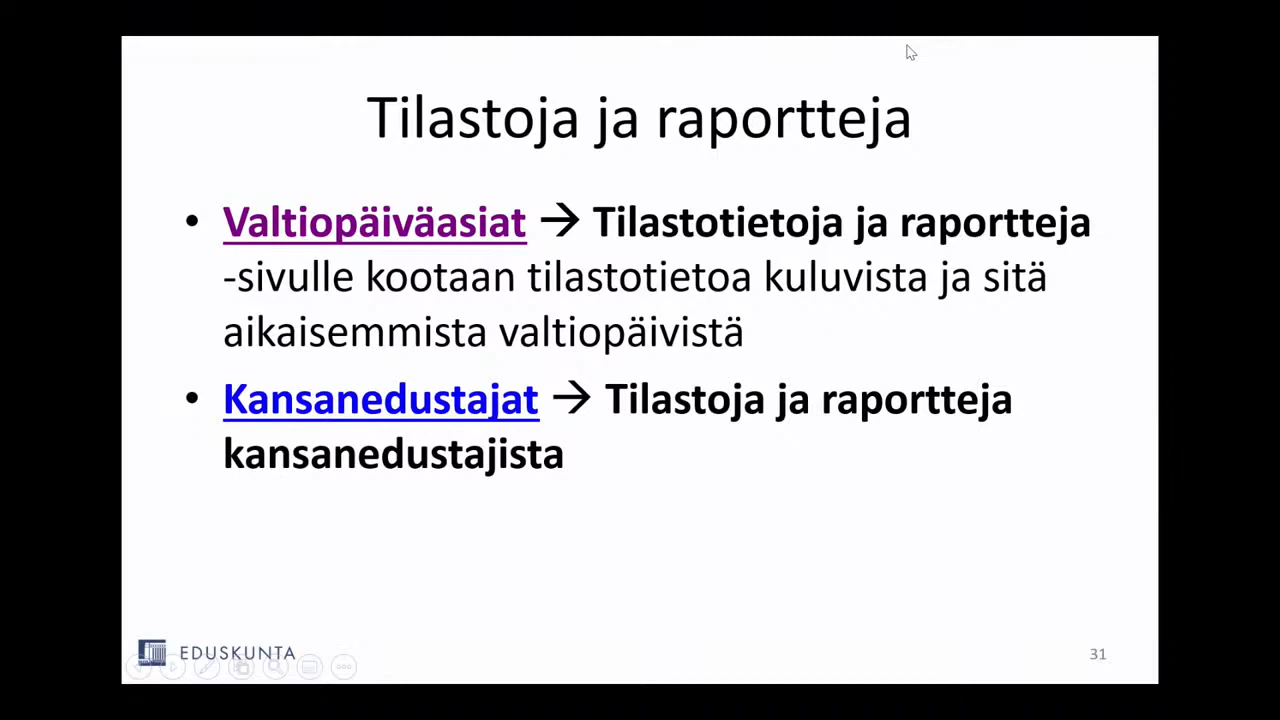 Tilastoja ja raportteja
• Valtiopäiväasiat → Tilastotietoja ja raportteja
-sivulle kootaan tilastotietoa kuluvista ja sitä
aikaisemmista valtiopäivistä
• Kansanedustajat → Tilastoja ja raportteja
kansanedustajista
EDUSKUNTA
31